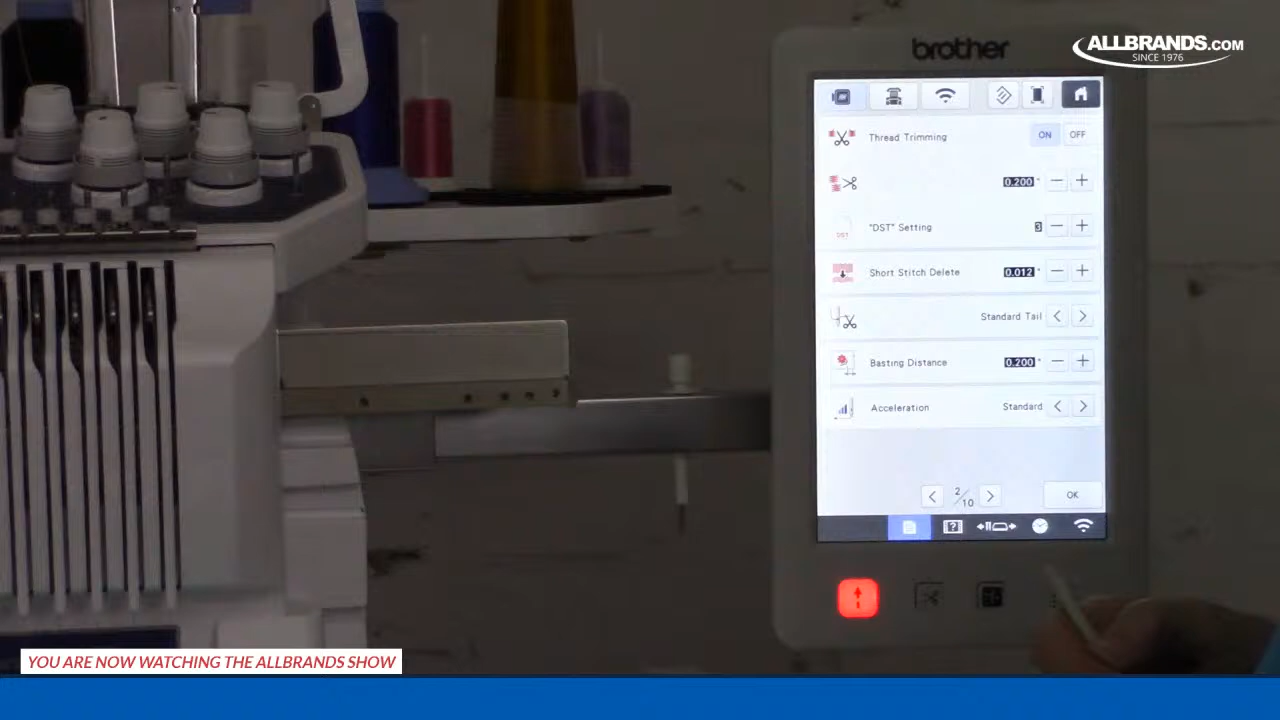 brother
ALLBRANDS.COM
SINCE 1976
Thread Trimming ON OFF
0.200 "
DST
"DST" Setting 3
Short Stitch Delete 0.012 "
Standard Tail
Basting Distance 0.200 "
Acceleration Standard
2/10
OK
YOU ARE NOW WATCHING THE ALLBRANDS SHOW